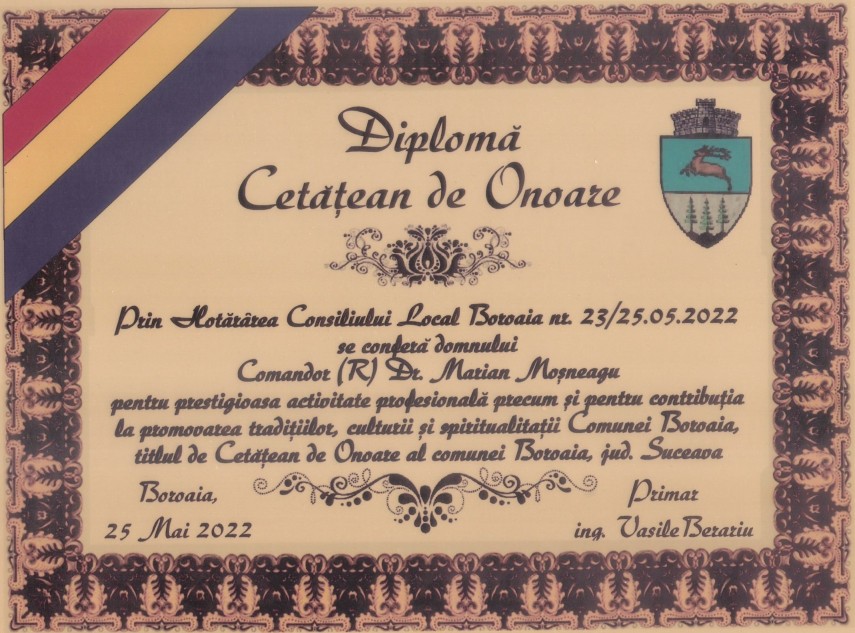 Diplomă
Cetățean de Onoare
Prin Hotărârea Consiliului Local Boroaia nr. 23/25.05.2022
se conferă domnului
Comandor (R) Dr. Marian Moșneagu
pentru prestigioasa activitate profesională precum și pentru contribuția
la promovarea tradițiilor, culturii și spiritualității Comunei Boroaia,
titlul de Cetățean de Onoare al comunei Boroaia, jud. Suceava
Boroaia,
Primar
25 Mai 2022
ing. Vasile Berariu